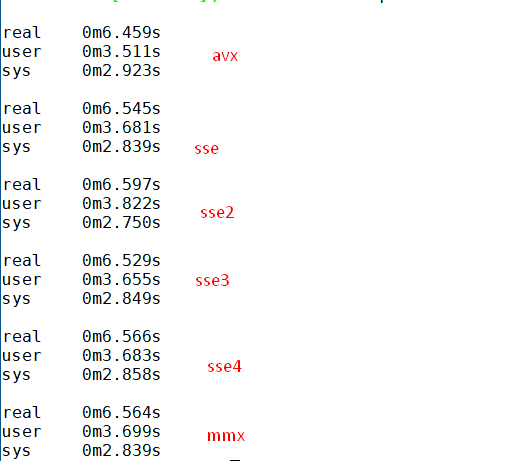 real 0m6.459s
user 0m3.511s avx
sys 0m2.923s
real 0m6.545s
user 0m3.681s
sys 0m2.839s sse
real 0m6.597s
user 0m3.822s sse2
sys 0m2.750s
real 0m6.529s
user 0m3.655s sse3
sys 0m2.849s
real 0m6.566s
user 0m3.683s sse4
sys 0m2.858s
real 0m6.564s
user 0m3.699s mmx
sys 0m2.839s